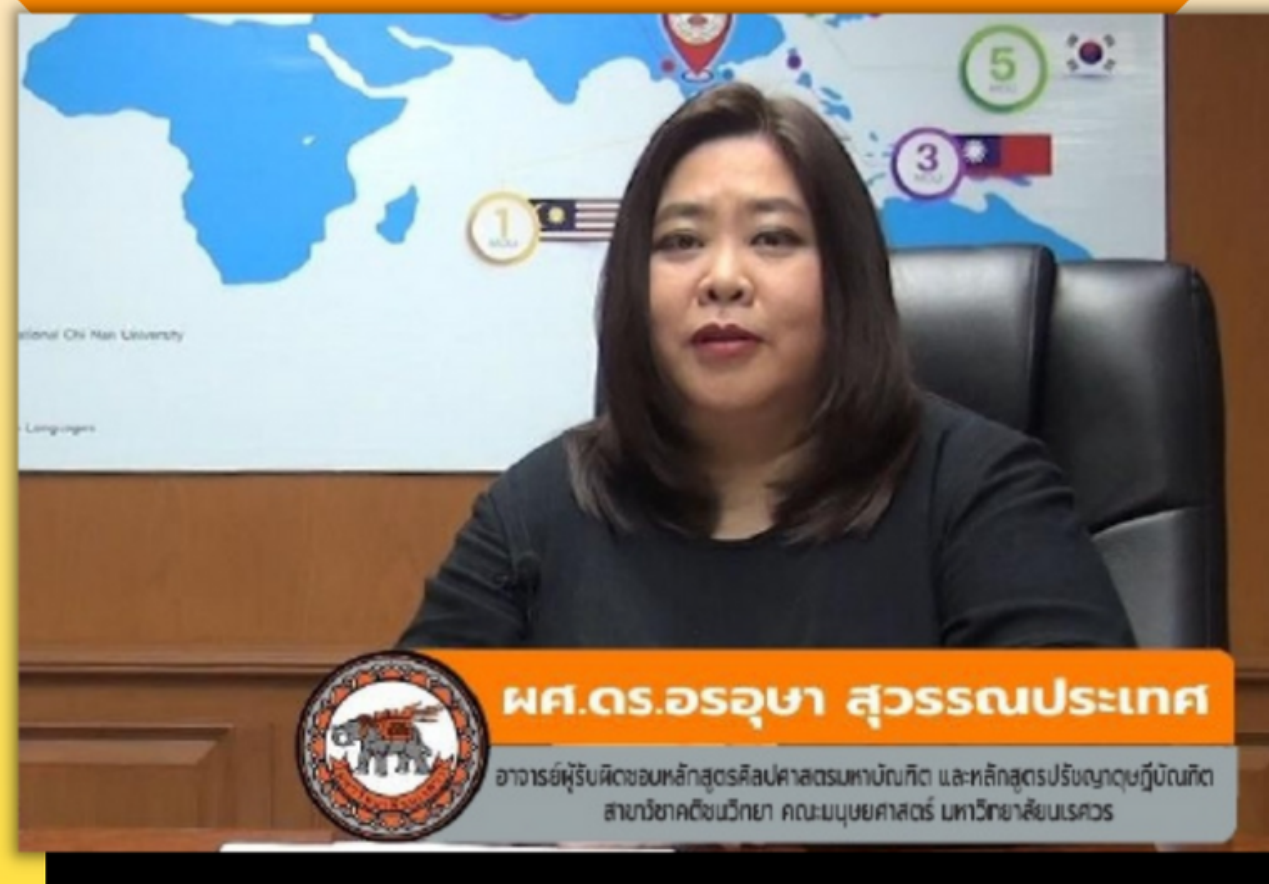 5
MOU
3
MOU
1
MOU
ational Chi Nan University
Languages
ผศ.ดร.อรอุษา สุวรรณประเทศ
อาจารย์ผู้รับผิดชอบหลักสูตรศิลปศาสตรมหาบัณฑิต และหลักสูตรปรัชญาดุษฎีบัณฑิต
สาขาวิชาคติชนวิทยา คณะมนุษยศาสตร์ มหาวิทยาลัยนเรศวร